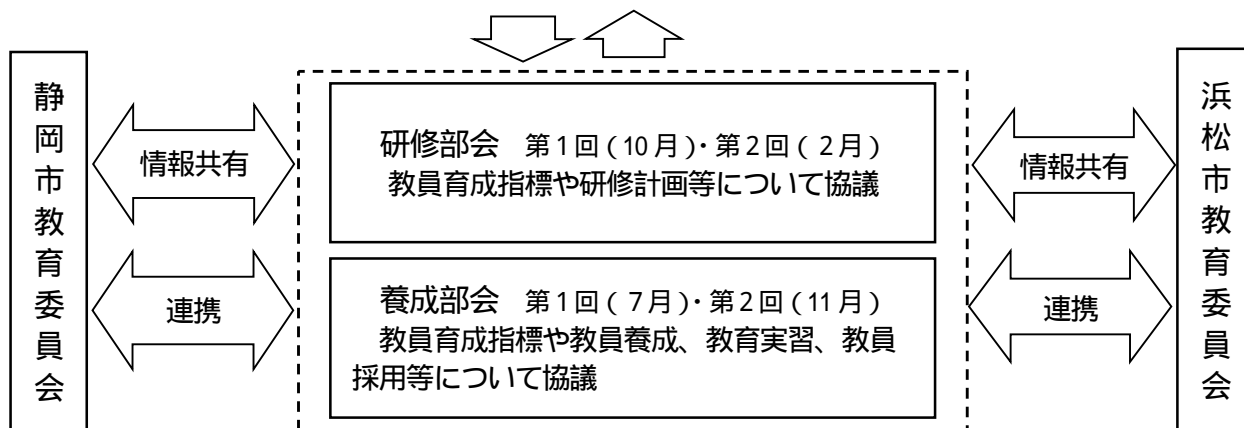 静岡市教育委員会
情報共有
連携
研修部会 第1回(10月)・第2回(2月)
教員育成指標や研修計画等について協議
養成部会 第1回(7月)・第2回(11月)
教員育成指標や教員養成、教育実習、教員
採用等について協議
情報共有
連携
浜松市教育委員会